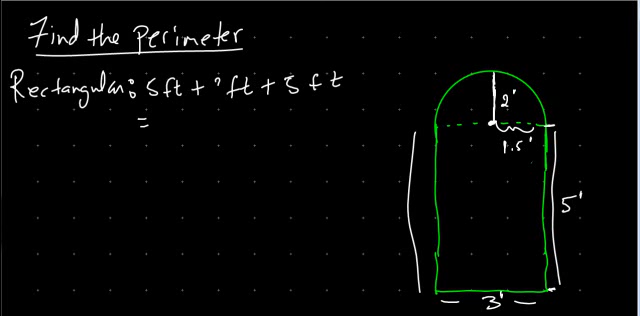 Find the Perimeter
Rectangular: 5ft + ft + 5 ft
=
2'
1.5'
5'
3'